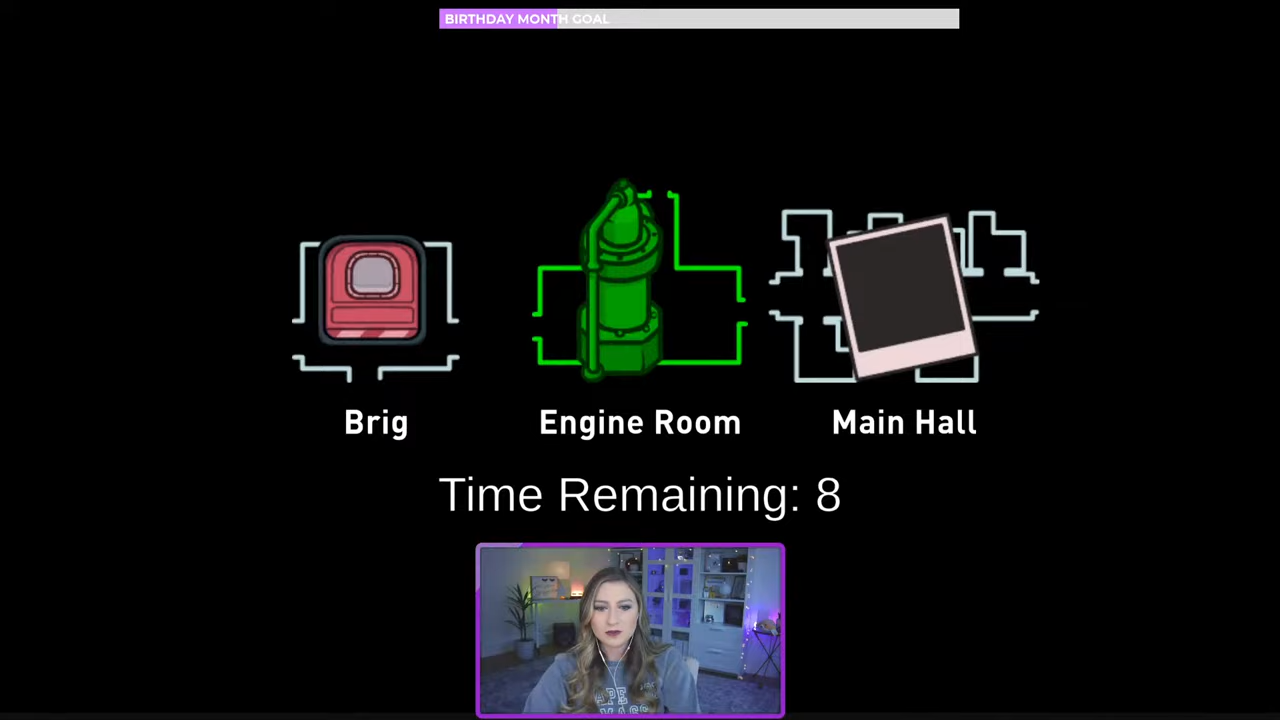 BIRTHDAY MONTH GOAL
Brig
Engine Room
Main Hall
Time Remaining: 8